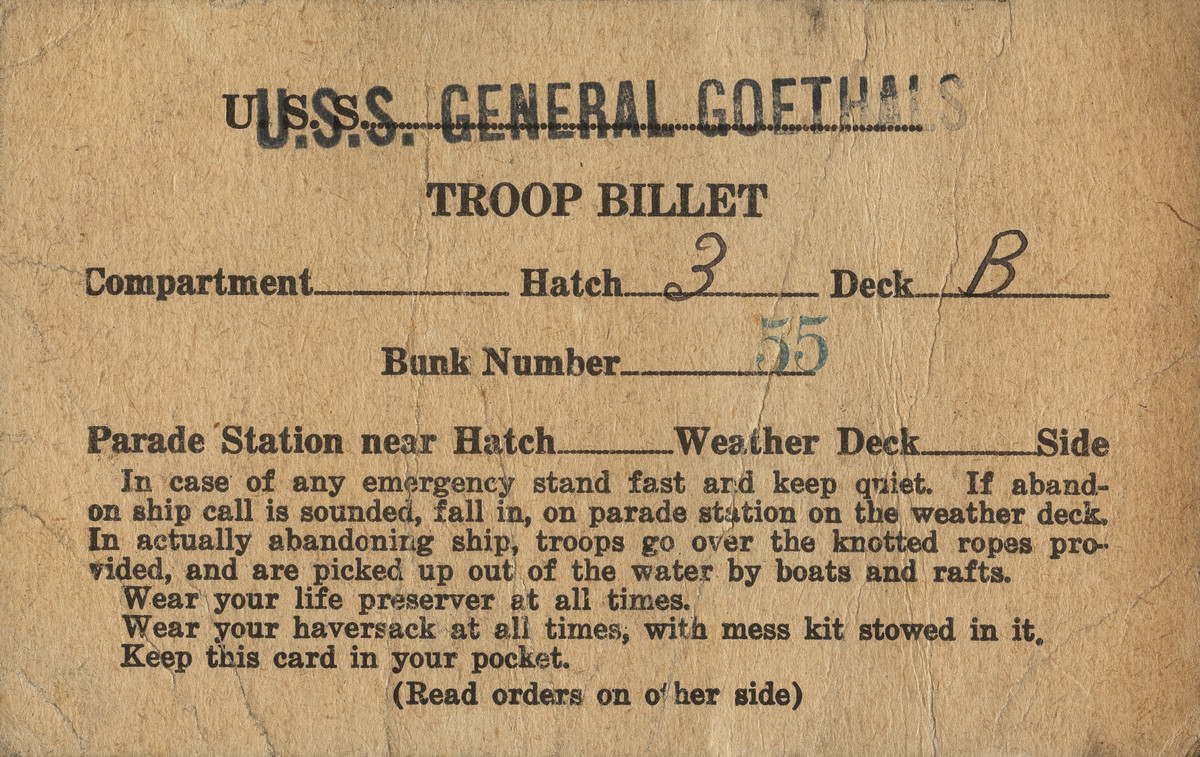 U. S. S. U.S.S. GENERAL GOETHALS
TROOP BILLET
Compartment Hatch 3 Deck B
Bunk Number 55
Parade Station near Hatch Weather Deck Side
In case of any emergency stand fast and keep quiet. If aband-
on ship call is sounded, fall in, on parade station on the weather deck.
In actually abandoning ship, troops go over the knotted ropes pro-
vided, and are picked up out of the water by boats and rafts.
Wear your life preserver at all times.
Wear your haversack at all times, with mess kit stowed in it.
Keep this card in your pocket.
(Read orders on other side)